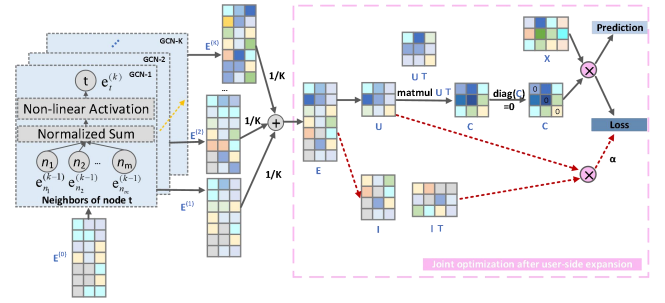 GCN-K
GCN-2
GCN-1
t e_t^(k)
Non-linear Activation
Normalized Sum
n_1 n_2 ... n_m
e_{n_1}^(k-1) e_{n_2}^(k-1) e_{n_m}^(k-1)
Neighbors of node t
E^(0)
E^(K)
...
E^(2)
E^(1)
1/K
1/K
1/K
+
E
U T
U
matmul U T
C
diag(C)
=0
0
0
0
C
X
Prediction
Loss
α
I
I T
Joint optimization after user-side expansion